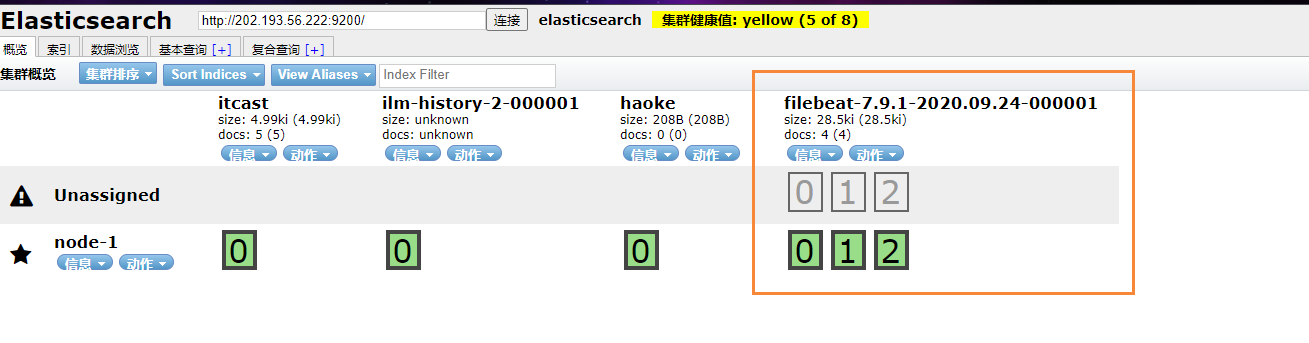 Elasticsearch http://202.193.56.222:9200/ 连接 elasticsearch 集群健康值: yellow (5 of 8)
概览 索引 数据浏览 基本查询 [+] 复合查询 [+]
集群概览 集群排序 Sort Indices View Aliases Index Filter
itcast ilm-history-2-000001 haoke filebeat-7.9.1-2020.09.24-000001
size: 4.99ki (4.99ki) size: unknown size: 208B (208B) size: 28.5ki (28.5ki)
docs: 5 (5) docs: unknown docs: 0 (0) docs: 4 (4)
信息 动作 信息 动作 信息 动作 信息 动作
Unassigned 0 1 2
node-1 0 0 0 0 1 2
信息 动作